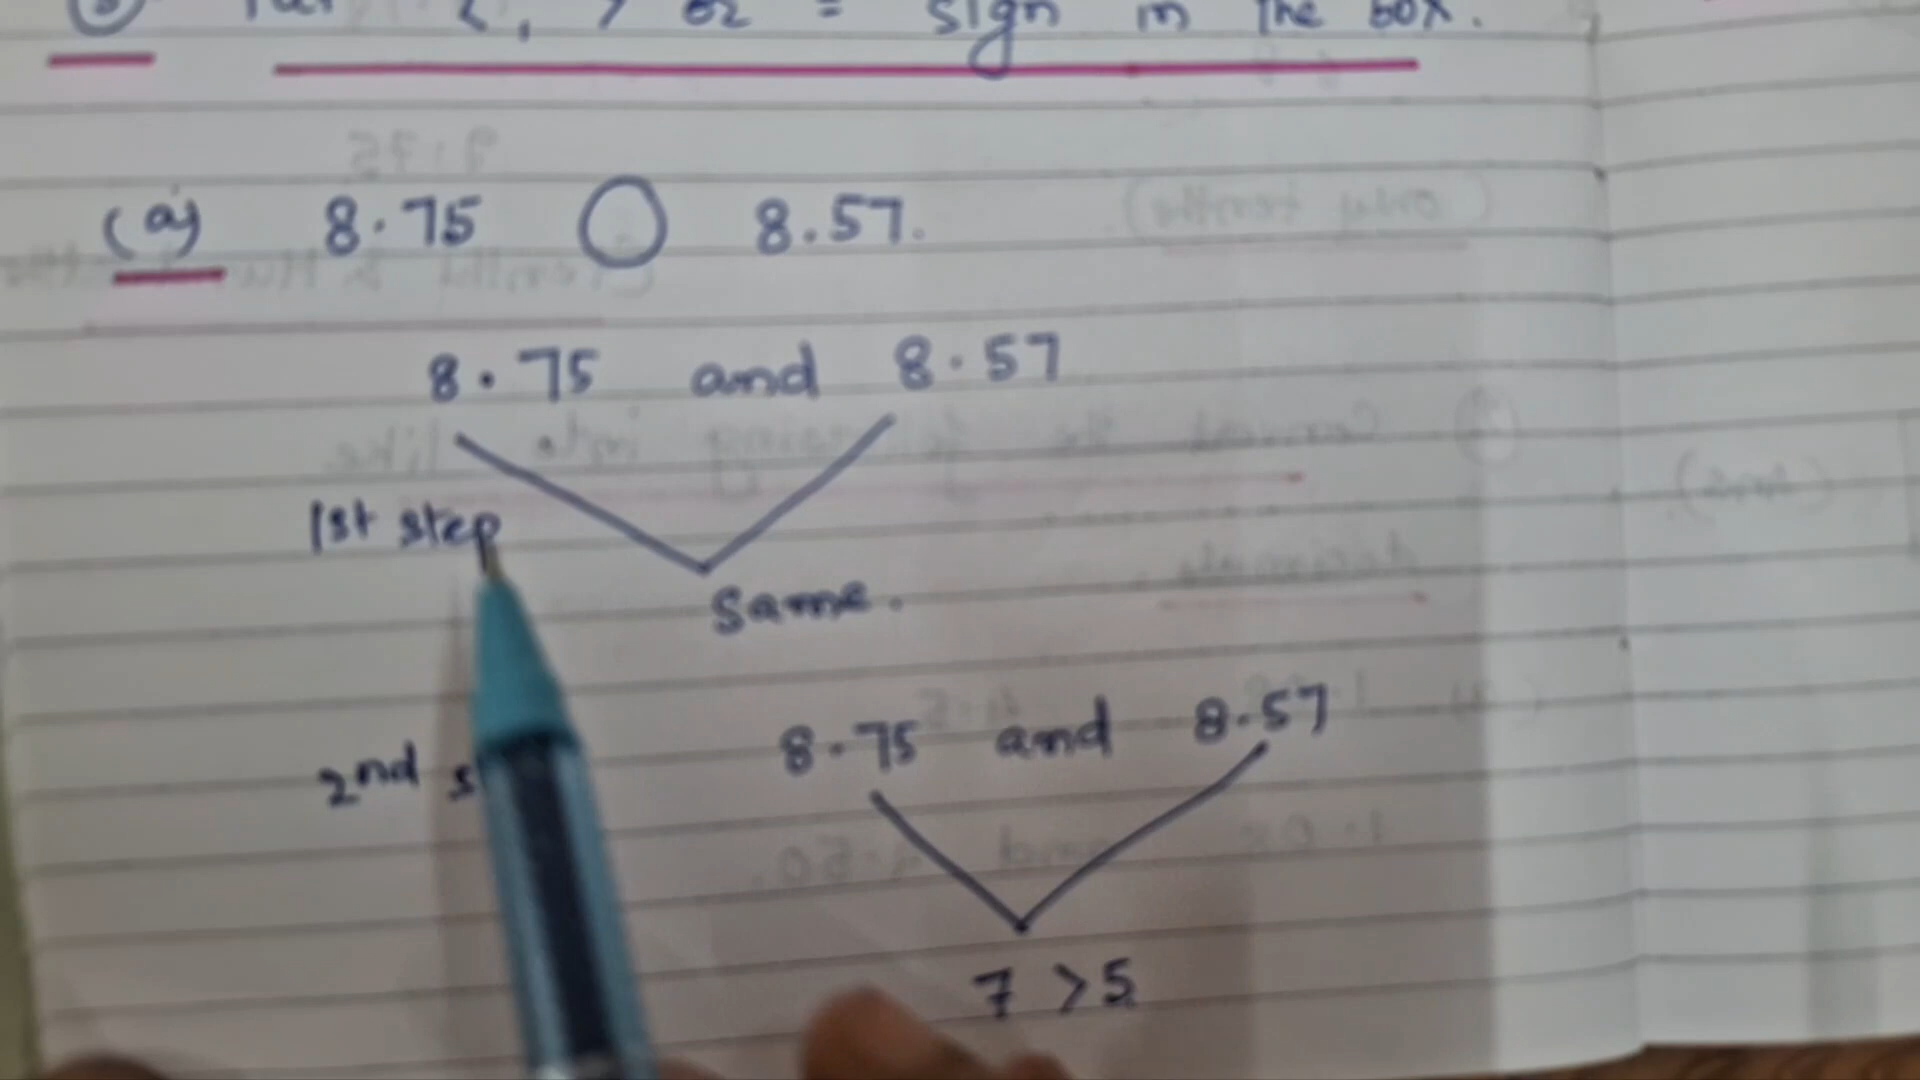 <, > or = sign in the box.
(a) 8.75 ○ 8.57.
8.75 and 8.57
1st step
Same.
8.75 and 8.57
2nd s
7 > 5